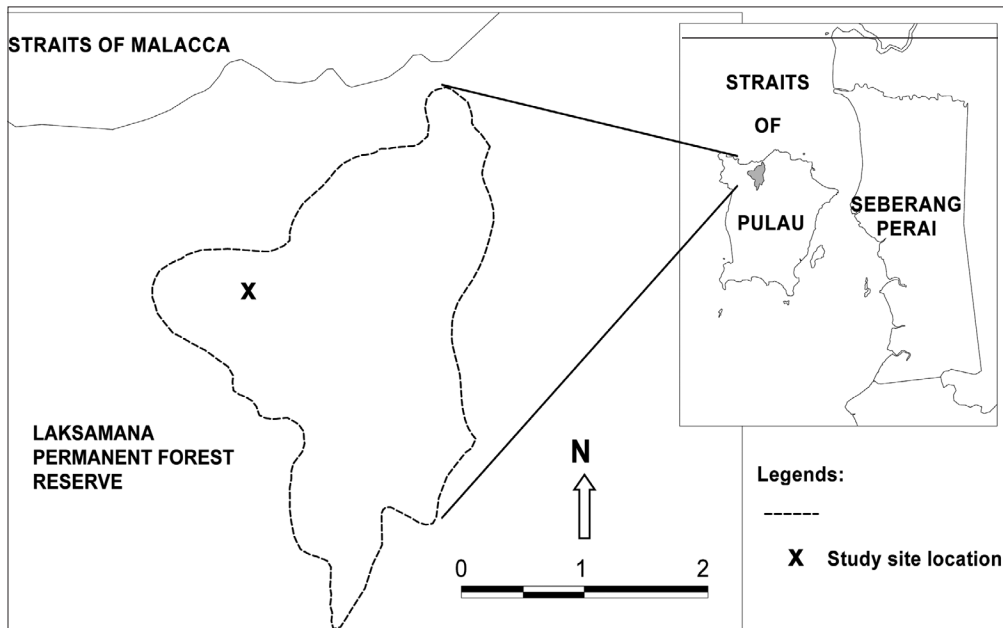 STRAITS OF MALACCA
LAKSAMANA
PERMANENT FOREST
RESERVE
N
0 1 2
X
STRAITS
OF
PULAU
SEBERANG
PERAI
Legends:
X Study site location